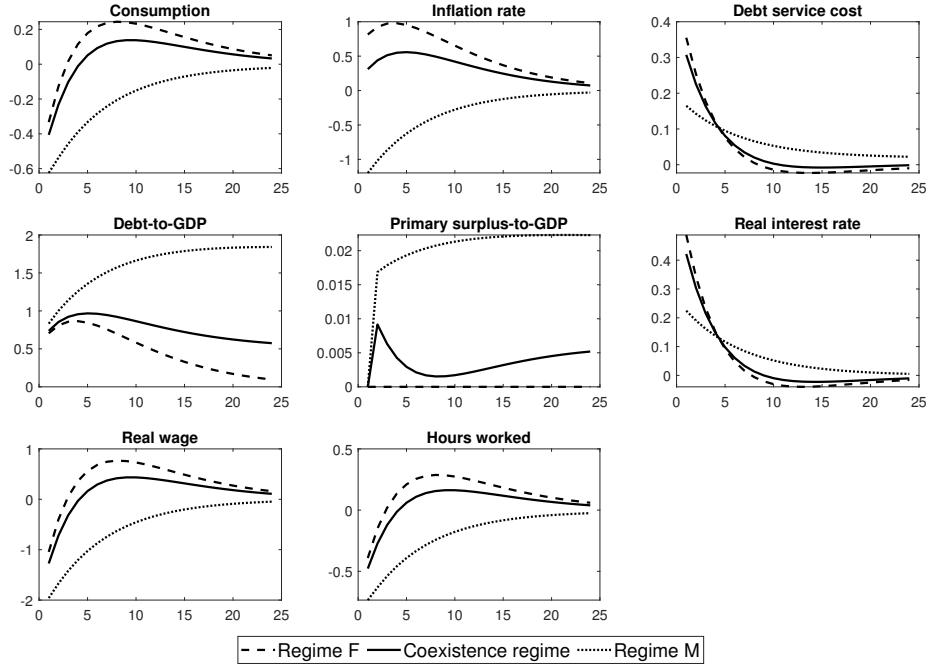 Consumption
0.2
0
-0.2
-0.4
-0.6
0 5 10 15 20 25
Inflation rate
1
0.5
0
-0.5
-1
0 5 10 15 20 25
Debt service cost
0.4
0.3
0.2
0.1
0
0 5 10 15 20 25
Debt-to-GDP
2
1.5
1
0.5
0
0 5 10 15 20 25
Primary surplus-to-GDP
0.02
0.015
0.01
0.005
0
0 5 10 15 20 25
Real interest rate
0.4
0.3
0.2
0.1
0
0 5 10 15 20 25
Real wage
1
0
-1
-2
0 5 10 15 20 25
Hours worked
0.5
0
-0.5
0 5 10 15 20 25
Regime F Coexistence regime Regime M